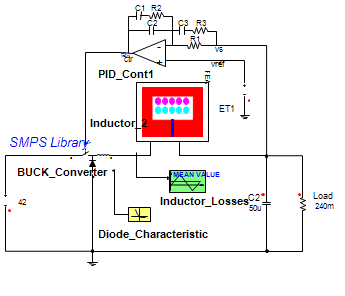 C1 R2
C2 C3 R3
R1
vs
ctr
vref
PID_Cont1
FEA
ET1
Inductor_2
SMPS Library
MEAN VALUE
BUCK_Converter
Inductor_Losses
C2
50u
Load
240m
42
Diode_Characteristic